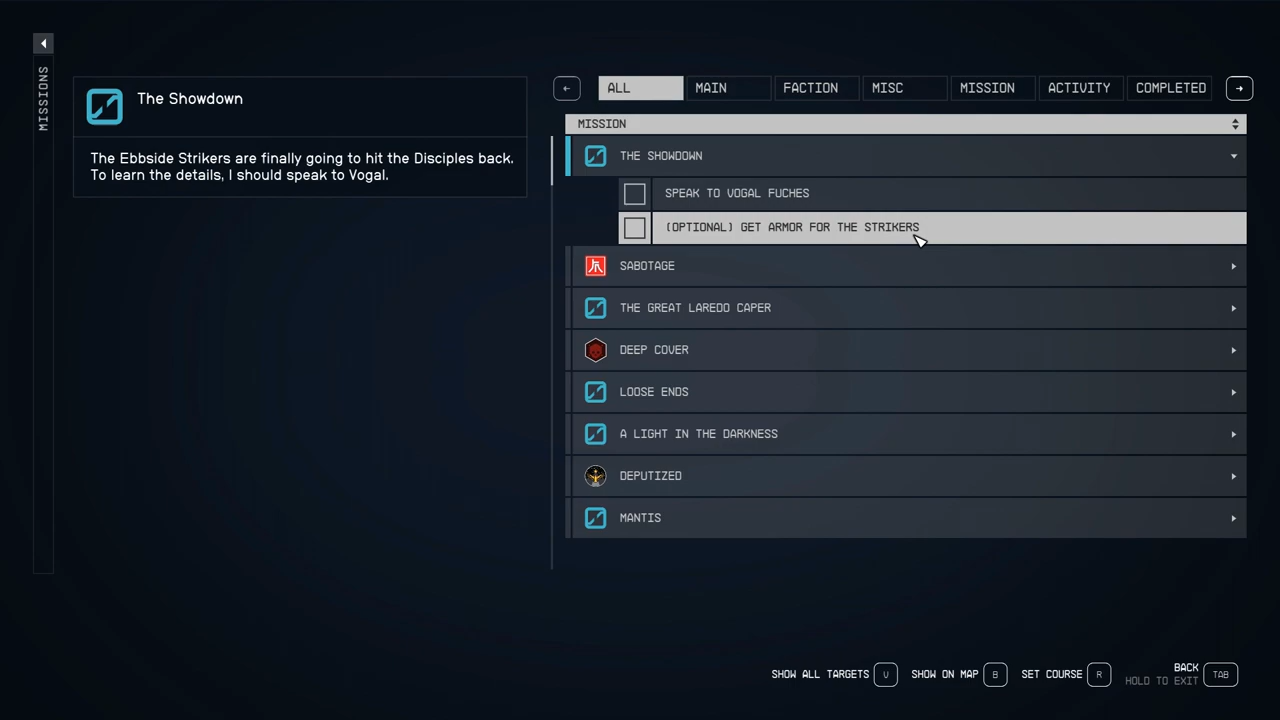 MISSIONS
The Showdown
The Ebbside Strikers are finally going to hit the Disciples back.
To learn the details, I should speak to Vogal.
ALL
MAIN
FACTION
MISC
MISSION
ACTIVITY
COMPLETED
MISSION
THE SHOWDOWN
SPEAK TO VOGAL FUCHES
(OPTIONAL) GET ARMOR FOR THE STRIKERS
SABOTAGE
THE GREAT LAREDO CAPER
DEEP COVER
LOOSE ENDS
A LIGHT IN THE DARKNESS
DEPUTIZED
MANTIS
SHOW ALL TARGETS V
SHOW ON MAP B
SET COURSE R
BACK
HOLD TO EXIT
TAB